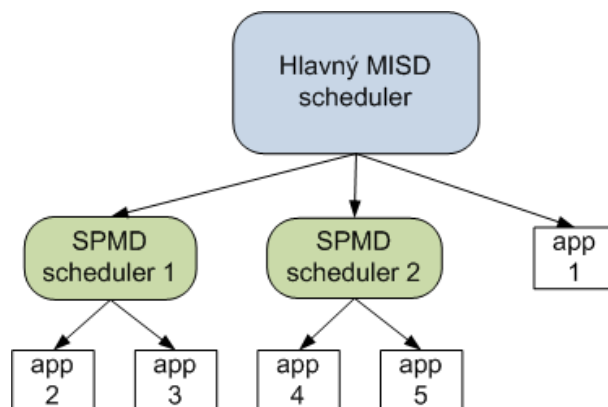 Hlavný MISD
scheduler
SPMD
scheduler 1
SPMD
scheduler 2
app
1
app
2
app
3
app
4
app
5